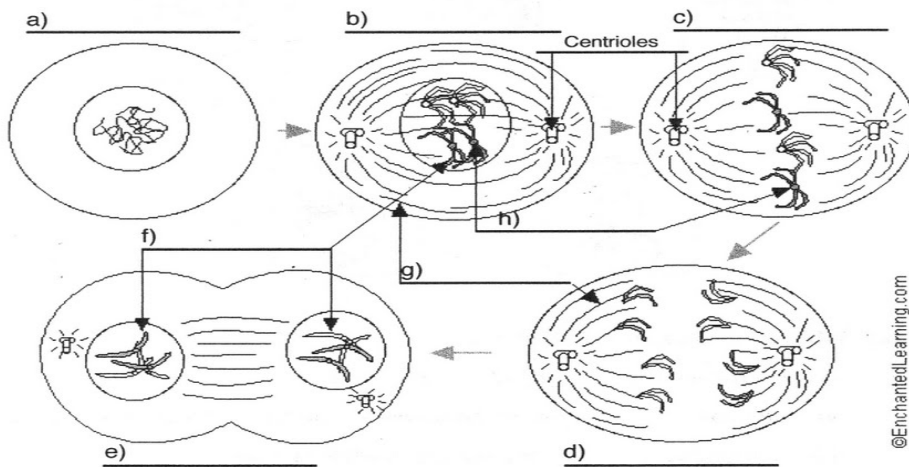 a)
b)
c)
Centrioles
f)
h)
g)
e)
d)
©EnchantedLearning.com